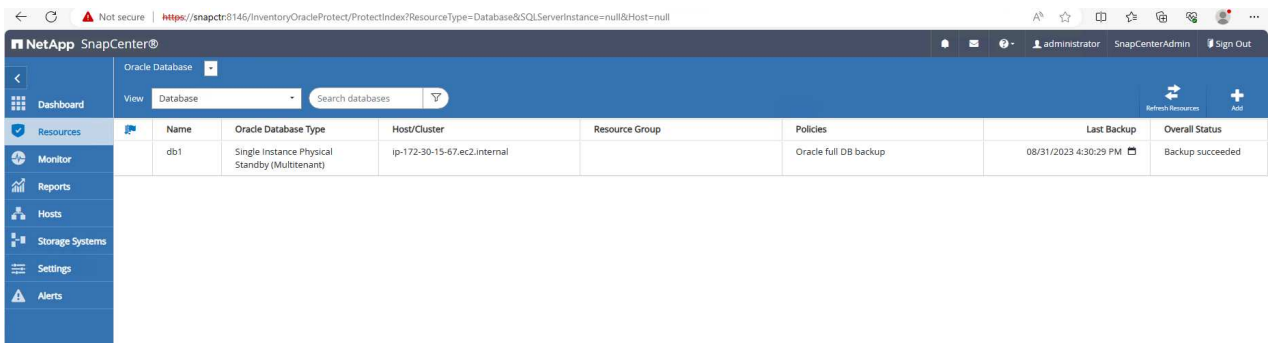 Not secure https://snapctr:8146/InventoryOracleProtect/ProtectIndex?ResourceType=Database&SQLServerInstance=null&Host=null
NetApp SnapCenter® administrator SnapCenterAdmin Sign Out
Oracle Database
View Database Search databases Refresh Resources Add
Dashboard
Resources
Monitor
Reports
Hosts
Storage Systems
Settings
Alerts
Name Oracle Database Type Host/Cluster Resource Group Policies Last Backup Overall Status
db1 Single Instance Physical ip-172-30-15-67.ec2.internal Oracle full DB backup 08/31/2023 4:30:29 PM Backup succeeded
Standby (Multitenant)